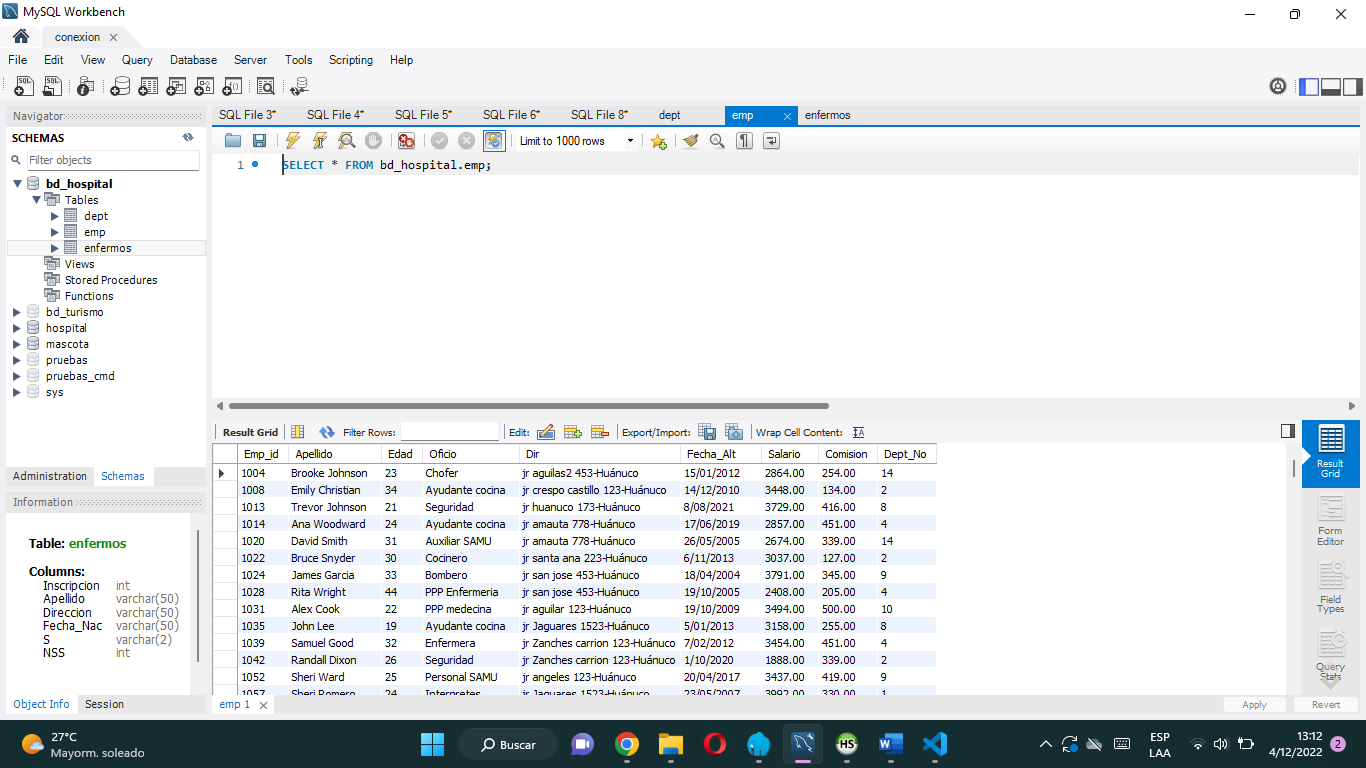 MySQL Workbench
conexion
File Edit View Query Database Server Tools Scripting Help
Navigator
SCHEMAS
Filter objects
bd_hospital
Tables
dept
emp
enfermos
Views
Stored Procedures
Functions
bd_turismo
hospital
mascota
pruebas
pruebas_cmd
sys
Administration Schemas
Information
Table: enfermos
Columns:
Inscripcion int
Apellido varchar(50)
Direccion varchar(50)
Fecha_Nac varchar(50)
S varchar(2)
NSS int
Object Info Session
SQL File 3* SQL File 4* SQL File 5* SQL File 6* SQL File 8* dept emp enfermos
Limit to 1000 rows
1 SELECT * FROM bd_hospital.emp;
Result Grid Filter Rows: Edit: Export/Import: Wrap Cell Content:
Emp_id Apellido Edad Oficio Dir Fecha_Alt Salario Comision Dept_No
1004 Brooke Johnson 23 Chofer jr aguilas2 453-Huánuco 15/01/2012 2864.00 254.00 14
1008 Emily Christian 34 Ayudante cocina jr crespo castillo 123-Huánuco 14/12/2010 3448.00 134.00 2
1013 Trevor Johnson 21 Seguridad jr huanuco 173-Huánuco 8/08/2021 3729.00 416.00 8
1014 Ana Woodward 24 Ayudante cocina jr amauta 778-Huánuco 17/06/2019 2857.00 451.00 4
1020 David Smith 31 Auxiliar SAMU jr amauta 778-Huánuco 26/05/2005 2674.00 339.00 14
1022 Bruce Snyder 30 Cocinero jr santa ana 223-Huánuco 6/11/2013 3037.00 127.00 2
1024 James Garcia 33 Bombero jr san jose 453-Huánuco 18/04/2004 3791.00 345.00 9
1028 Rita Wright 44 PPP Enfermeria jr san jose 453-Huánuco 19/10/2005 2408.00 205.00 4
1031 Alex Cook 22 PPP medecina jr aguilar 123-Huánuco 19/10/2009 3494.00 500.00 10
1035 John Lee 19 Ayudante cocina jr Jaguares 1523-Huánuco 5/01/2013 3158.00 255.00 8
1039 Samuel Good 32 Enfermera jr Zanches carrion 123-Huánuco 7/02/2012 3454.00 451.00 4
1042 Randall Dixon 26 Seguridad jr Zanches carrion 123-Huánuco 1/10/2020 1888.00 339.00 2
1052 Sheri Ward 25 Personal SAMU jr angeles 123-Huánuco 20/04/2017 3437.00 419.00 9
1057 Sheri Romero 24 Interpretes jr Jaguares 1523-Huánuco 23/05/2007 3992.00 330.00 1
Result
Grid
Form
Editor
Field
Types
Query
Stats
emp 1
Apply Revert
27°C
Mayorm. soleado
Buscar
HS
ESP
LAA
13:12
4/12/2022
2